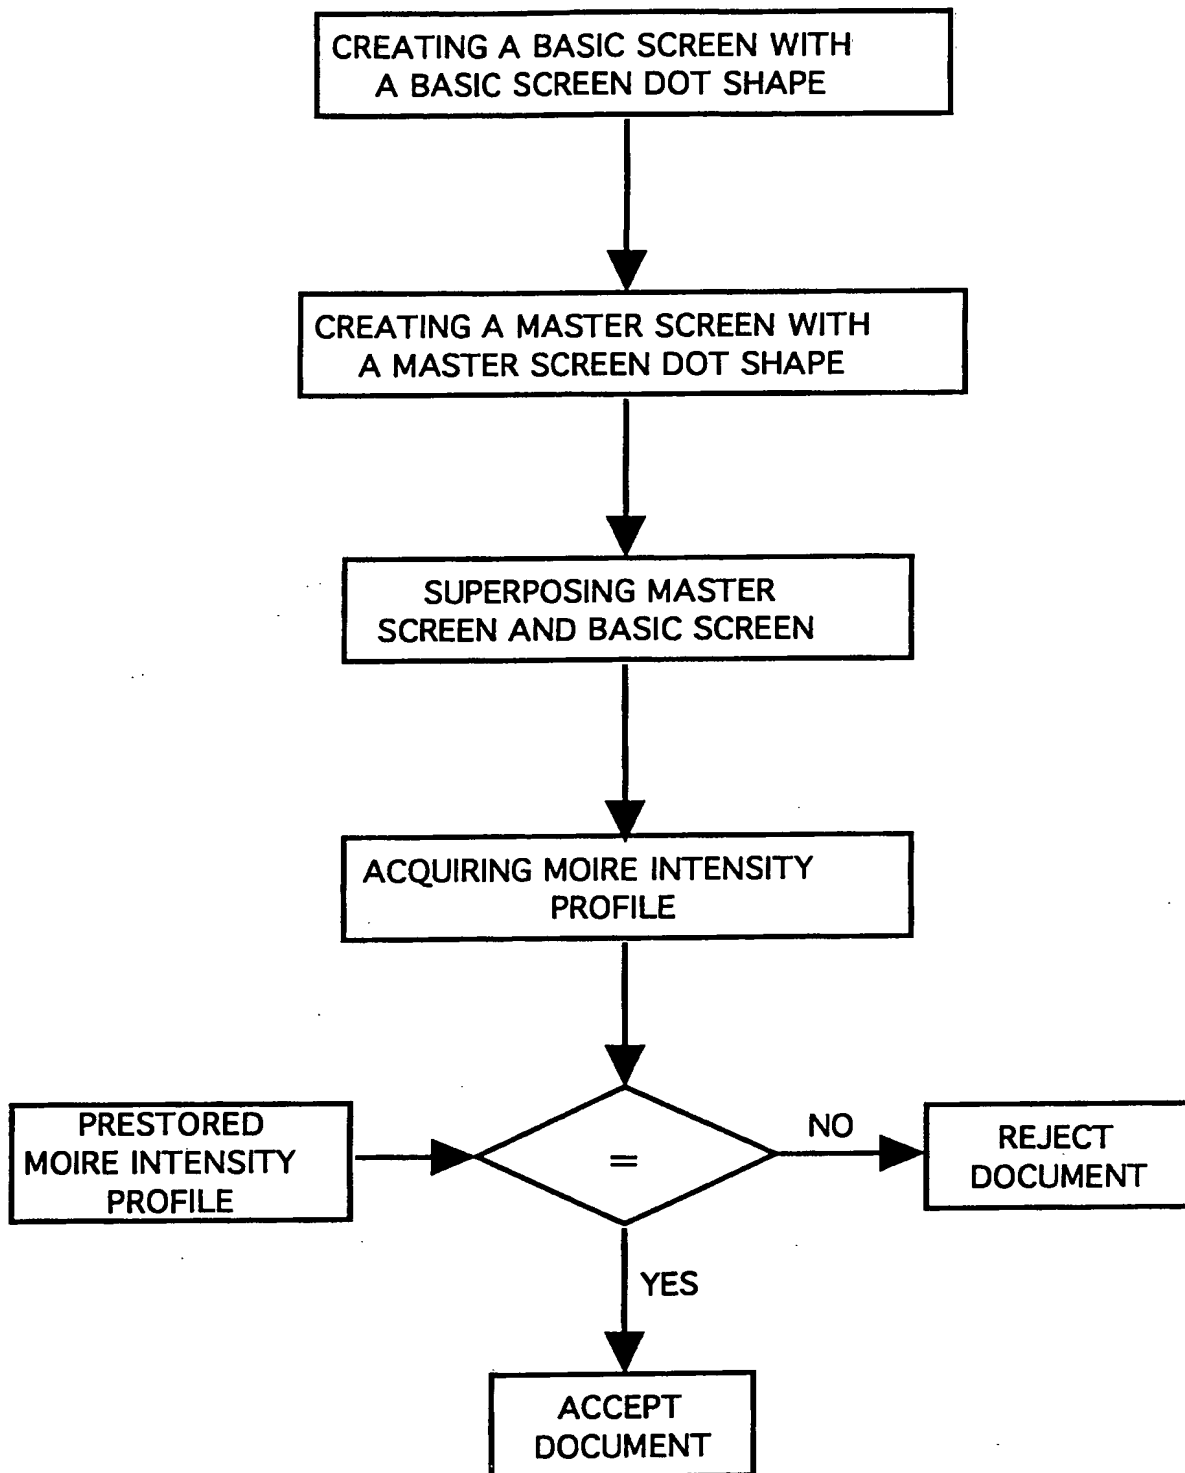 CREATING A BASIC SCREEN WITH
A BASIC SCREEN DOT SHAPE
CREATING A MASTER SCREEN WITH
A MASTER SCREEN DOT SHAPE
SUPERPOSING MASTER
SCREEN AND BASIC SCREEN
ACQUIRING MOIRE INTENSITY
PROFILE
PRESTORED
MOIRE INTENSITY
PROFILE
=
NO
REJECT
DOCUMENT
YES
ACCEPT
DOCUMENT